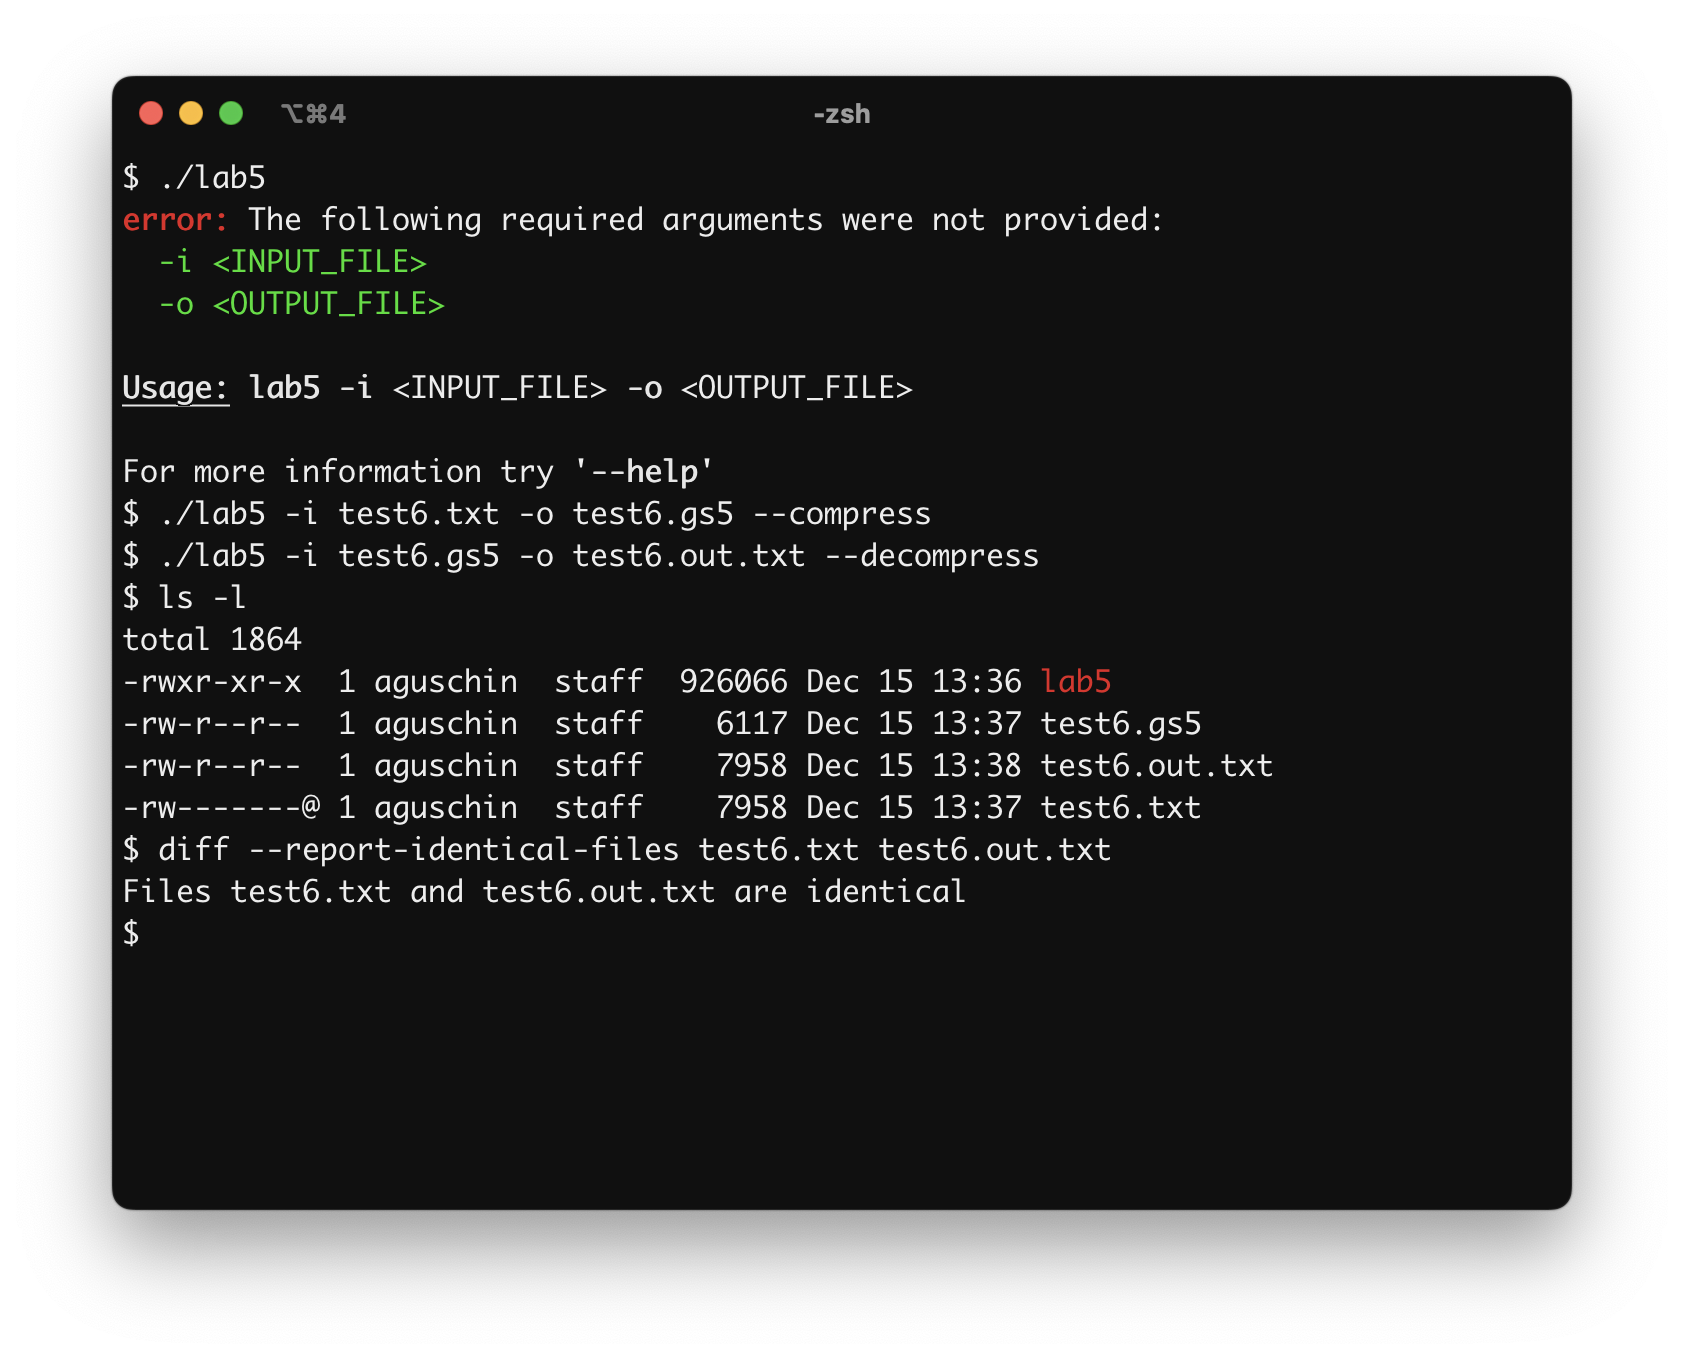 ⌥⌘4 -zsh
$ ./lab5
error: The following required arguments were not provided:
  -i <INPUT_FILE>
  -o <OUTPUT_FILE>

Usage: lab5 -i <INPUT_FILE> -o <OUTPUT_FILE>

For more information try '--help'
$ ./lab5 -i test6.txt -o test6.gs5 --compress
$ ./lab5 -i test6.gs5 -o test6.out.txt --decompress
$ ls -l
total 1864
-rwxr-xr-x  1 aguschin  staff  926066 Dec 15 13:36 lab5
-rw-r--r--  1 aguschin  staff    6117 Dec 15 13:37 test6.gs5
-rw-r--r--  1 aguschin  staff    7958 Dec 15 13:38 test6.out.txt
-rw-------@ 1 aguschin  staff    7958 Dec 15 13:37 test6.txt
$ diff --report-identical-files test6.txt test6.out.txt
Files test6.txt and test6.out.txt are identical
$